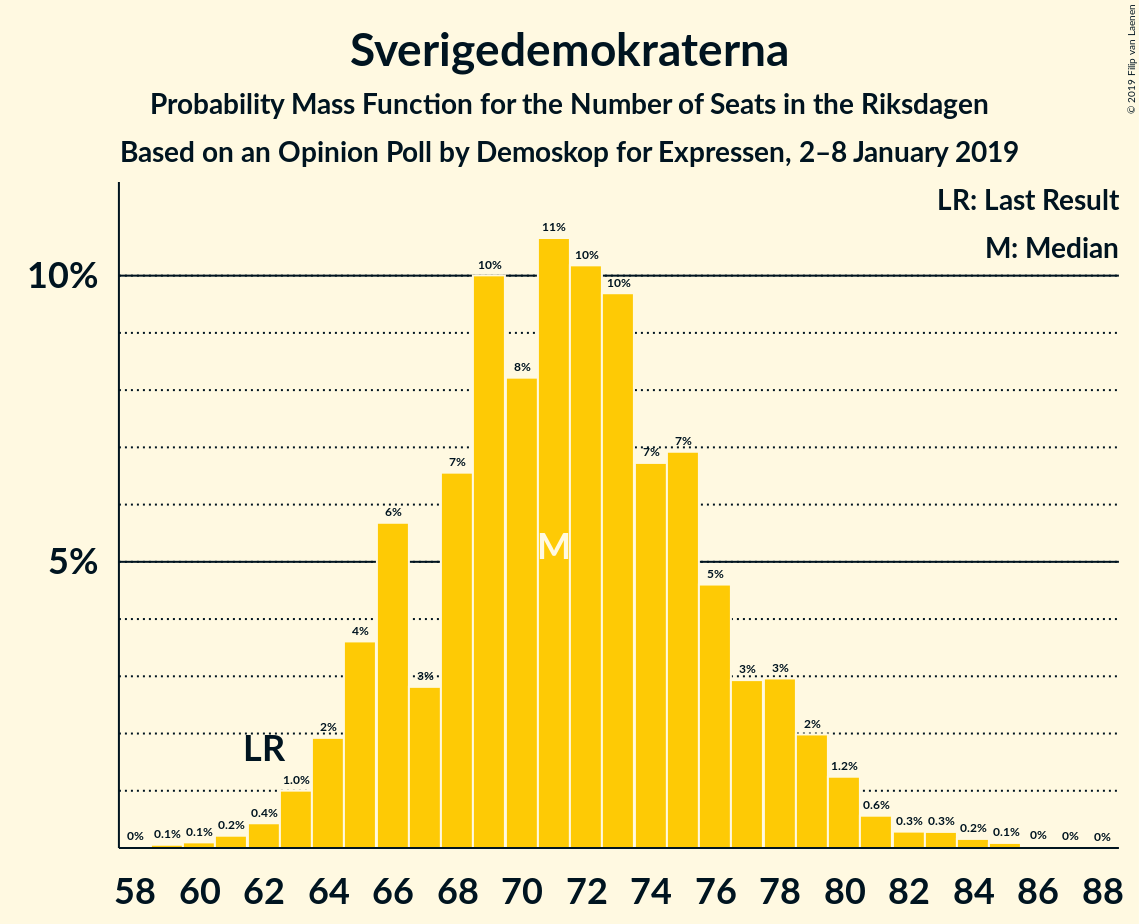 © 2019 Filip van Laenen
Sverigedemokraterna
Probability Mass Function for the Number of Seats in the Riksdagen
Based on an Opinion Poll by Demoskop for Expressen, 2–8 January 2019
LR: Last Result
M: Median
10%
5%
0% 0.1% 0.1% 0.2% 0.4% 1.0% 2% 4% 6% 3% 7% 10% 8% 11% 10% 10% 7% 7% 5% 3% 3% 2% 1.2% 0.6% 0.3% 0.3% 0.2% 0.1% 0% 0% 0%
LR
M
58 60 62 64 66 68 70 72 74 76 78 80 82 84 86 88